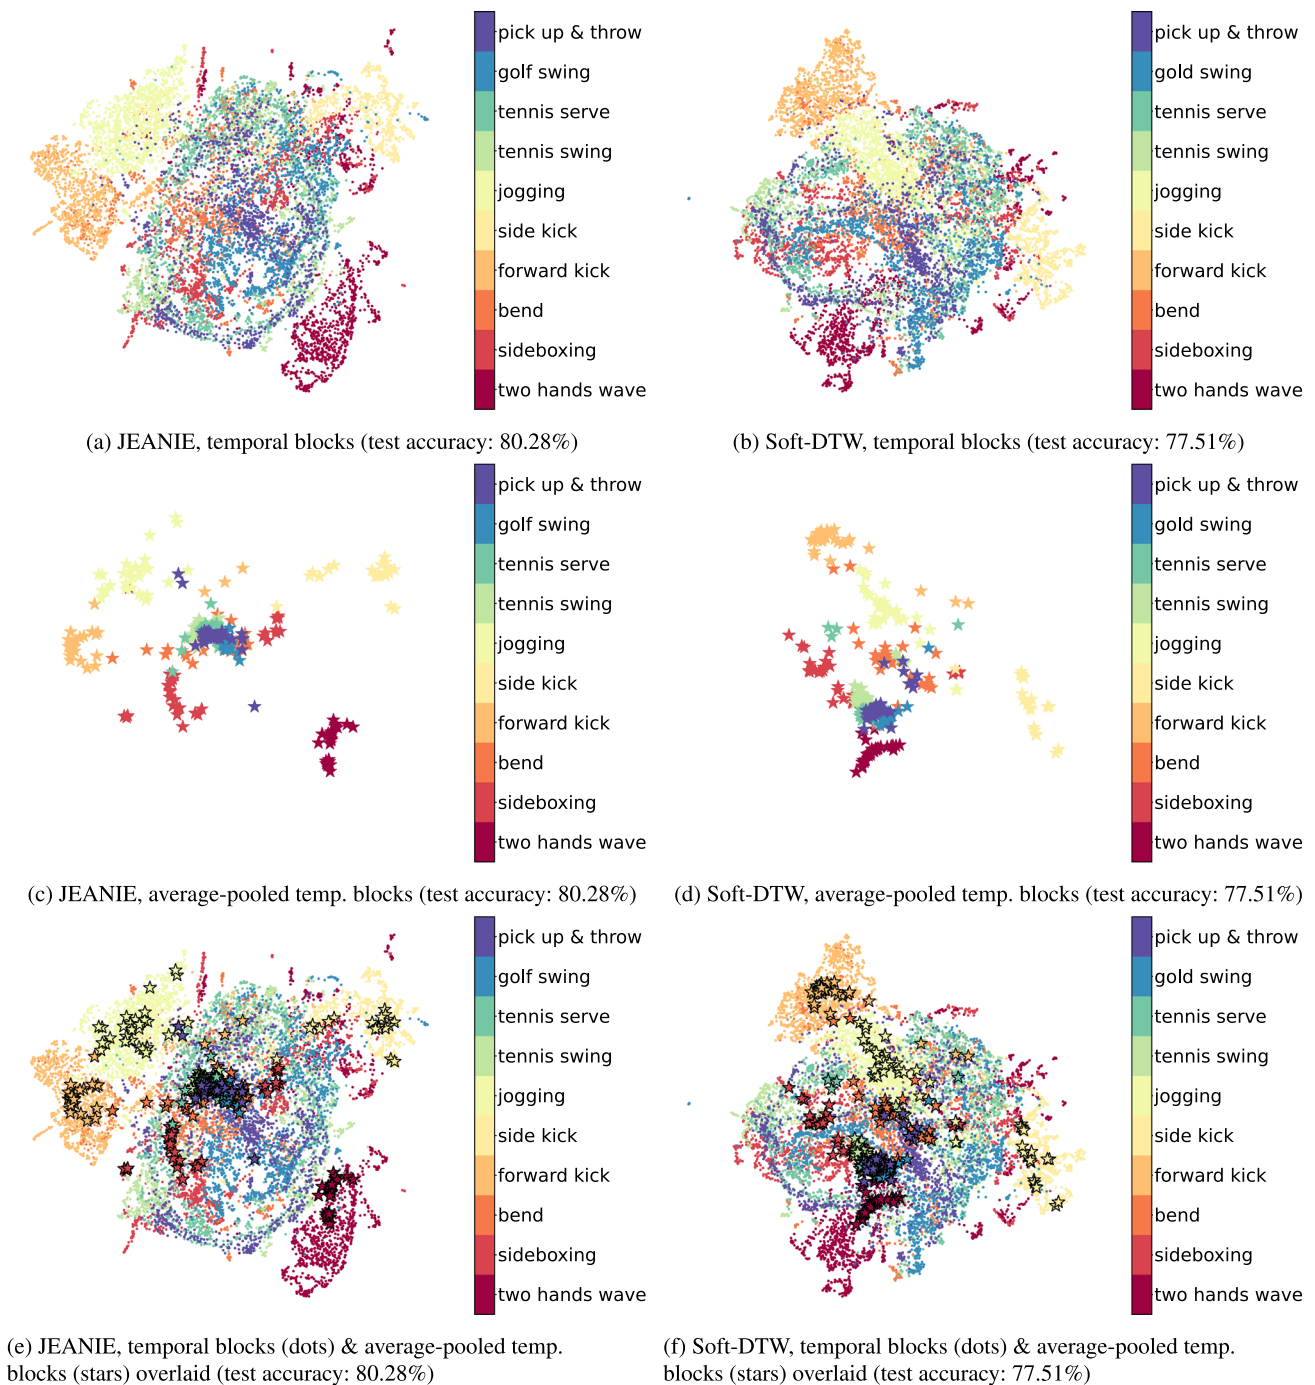 pick up & throw
golf swing
tennis serve
tennis swing
jogging
side kick
forward kick
bend
sideboxing
two hands wave
(a) JEANIE, temporal blocks (test accuracy: 80.28%)
pick up & throw
gold swing
tennis serve
tennis swing
jogging
side kick
forward kick
bend
sideboxing
two hands wave
(b) Soft-DTW, temporal blocks (test accuracy: 77.51%)
pick up & throw
golf swing
tennis serve
tennis swing
jogging
side kick
forward kick
bend
sideboxing
two hands wave
(c) JEANIE, average-pooled temp. blocks (test accuracy: 80.28%)
pick up & throw
gold swing
tennis serve
tennis swing
jogging
side kick
forward kick
bend
sideboxing
two hands wave
(d) Soft-DTW, average-pooled temp. blocks (test accuracy: 77.51%)
pick up & throw
golf swing
tennis serve
tennis swing
jogging
side kick
forward kick
bend
sideboxing
two hands wave
(e) JEANIE, temporal blocks (dots) & average-pooled temp.
blocks (stars) overlaid (test accuracy: 80.28%)
pick up & throw
gold swing
tennis serve
tennis swing
jogging
side kick
forward kick
bend
sideboxing
two hands wave
(f) Soft-DTW, temporal blocks (dots) & average-pooled temp.
blocks (stars) overlaid (test accuracy: 77.51%)